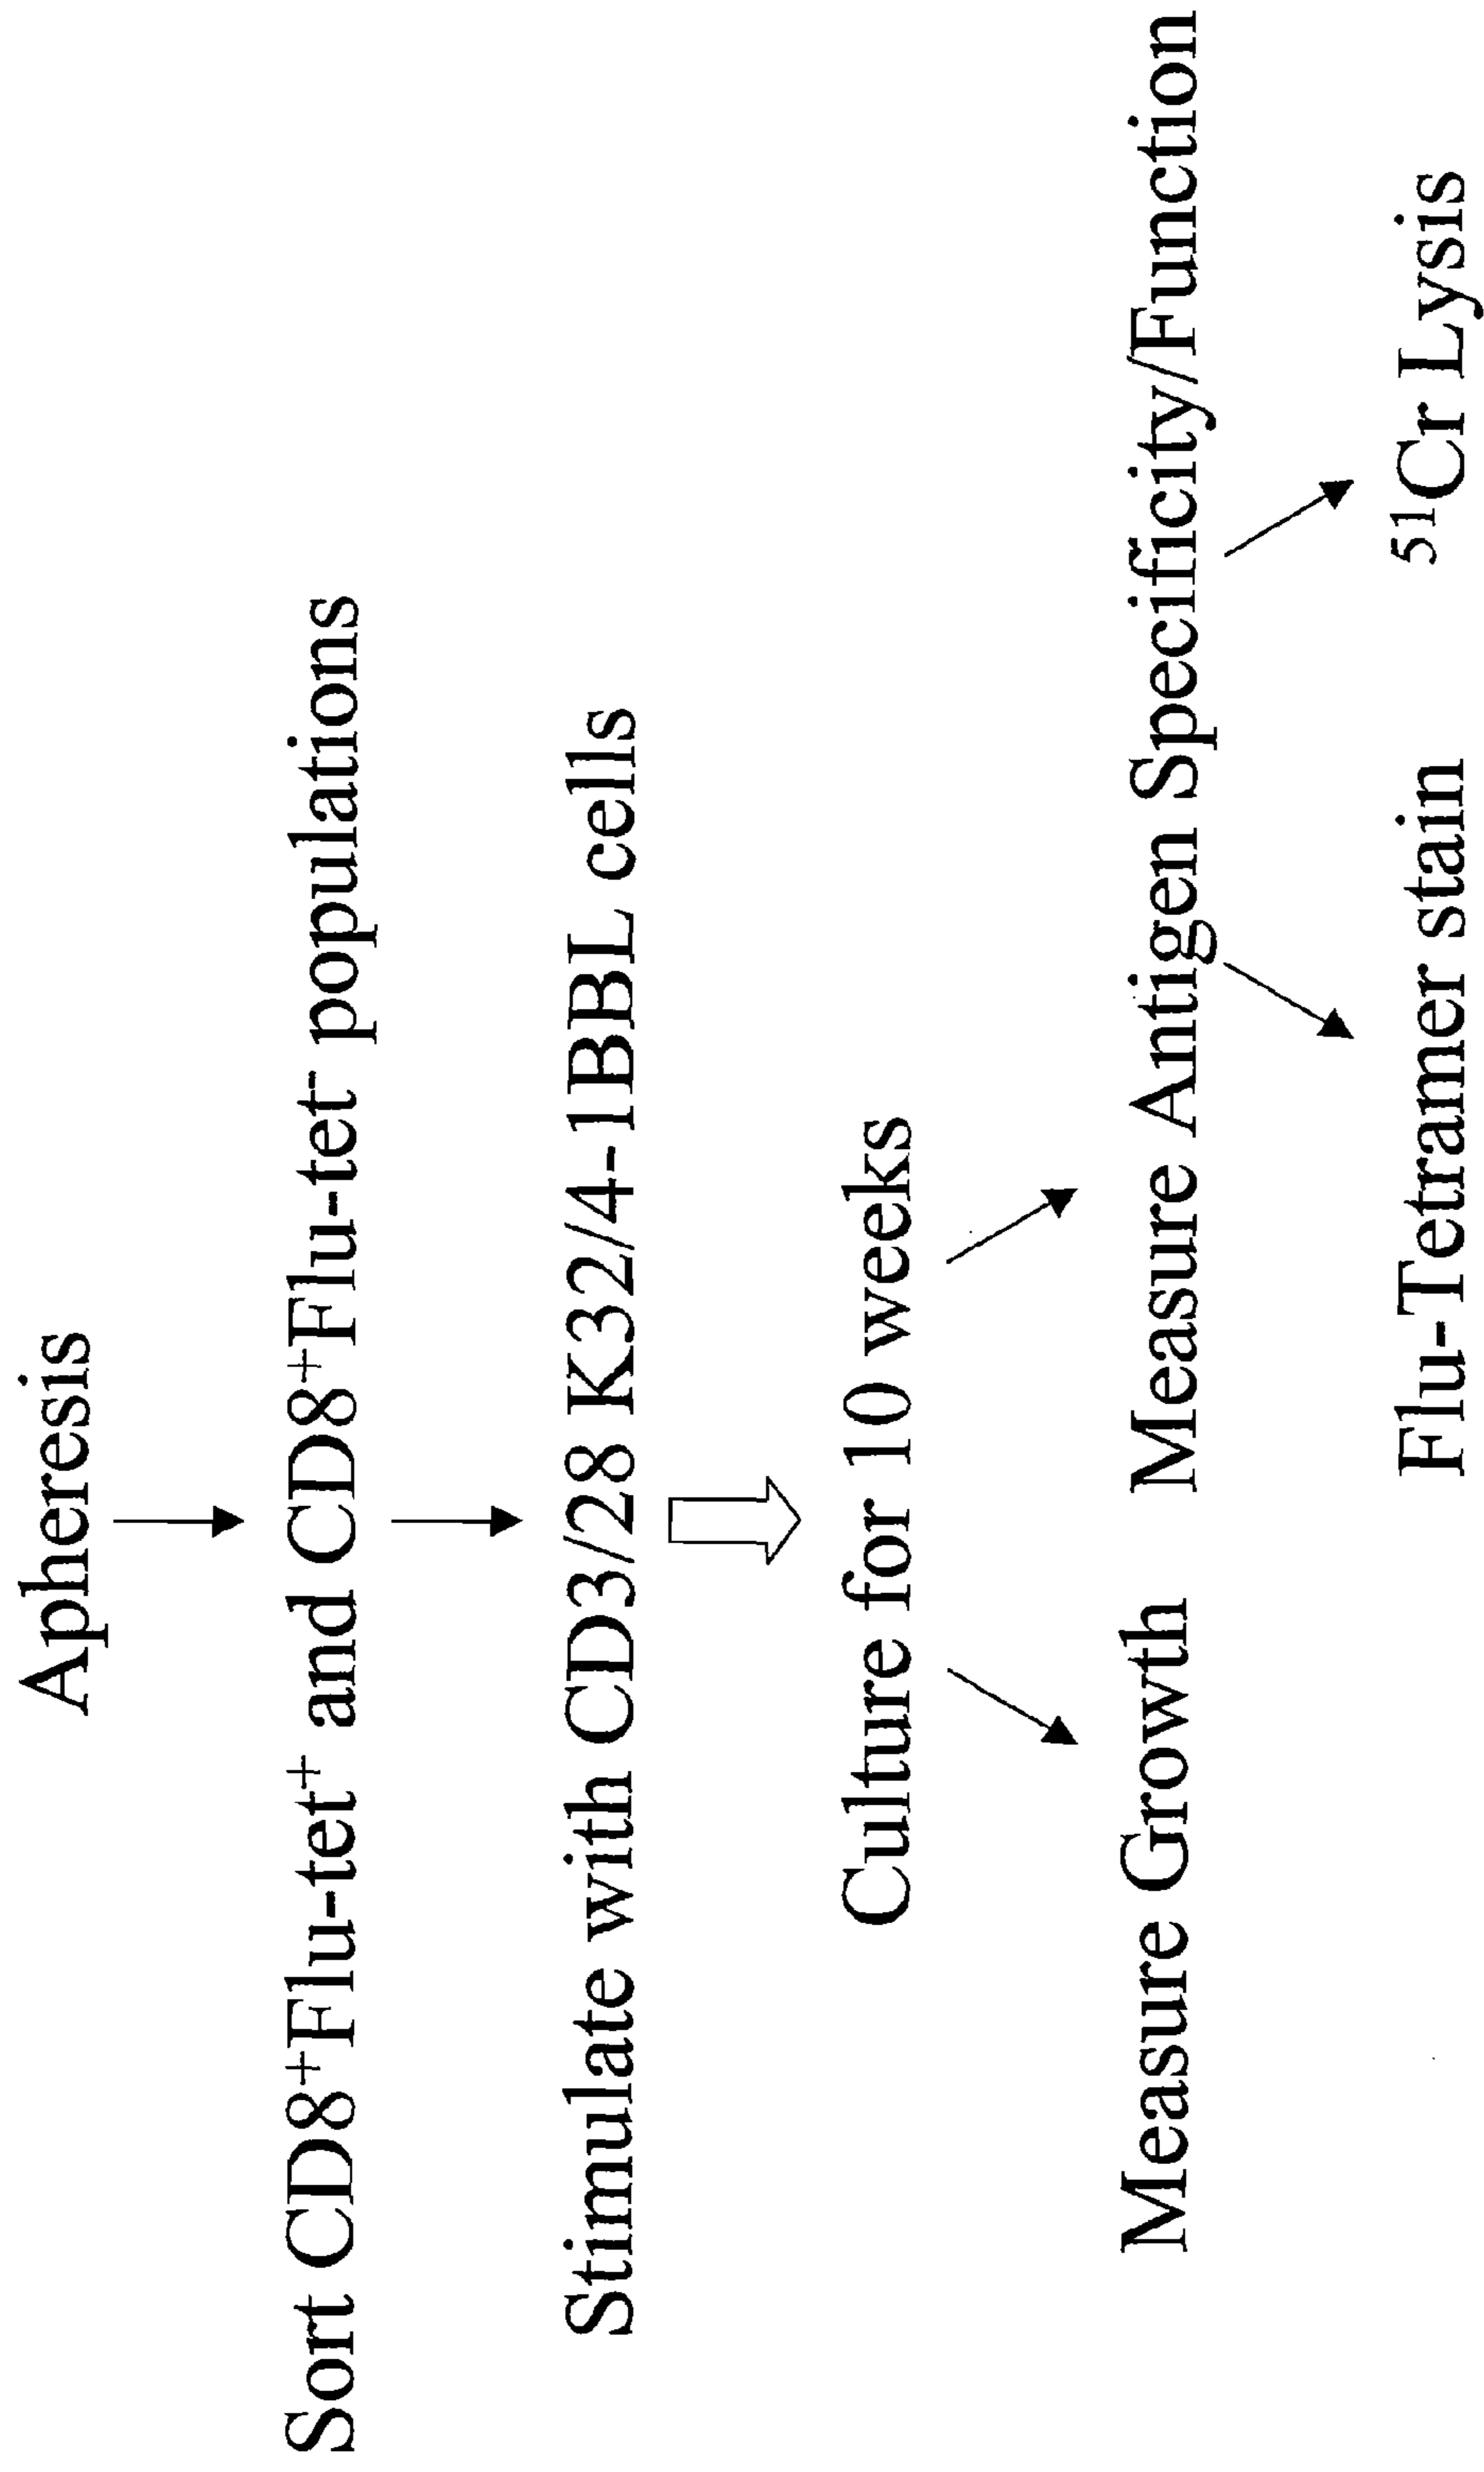 Apheresis
Sort CD8⁺Flu-tet⁺ and CD8⁺Flu-tet⁻ populations
Stimulate with CD3/28 K32/4-1BBL cells
Culture for 10 weeks
Measure Growth
Measure Antigen Specificity/Function
Flu-Tetramer stain
⁵¹Cr Lysis